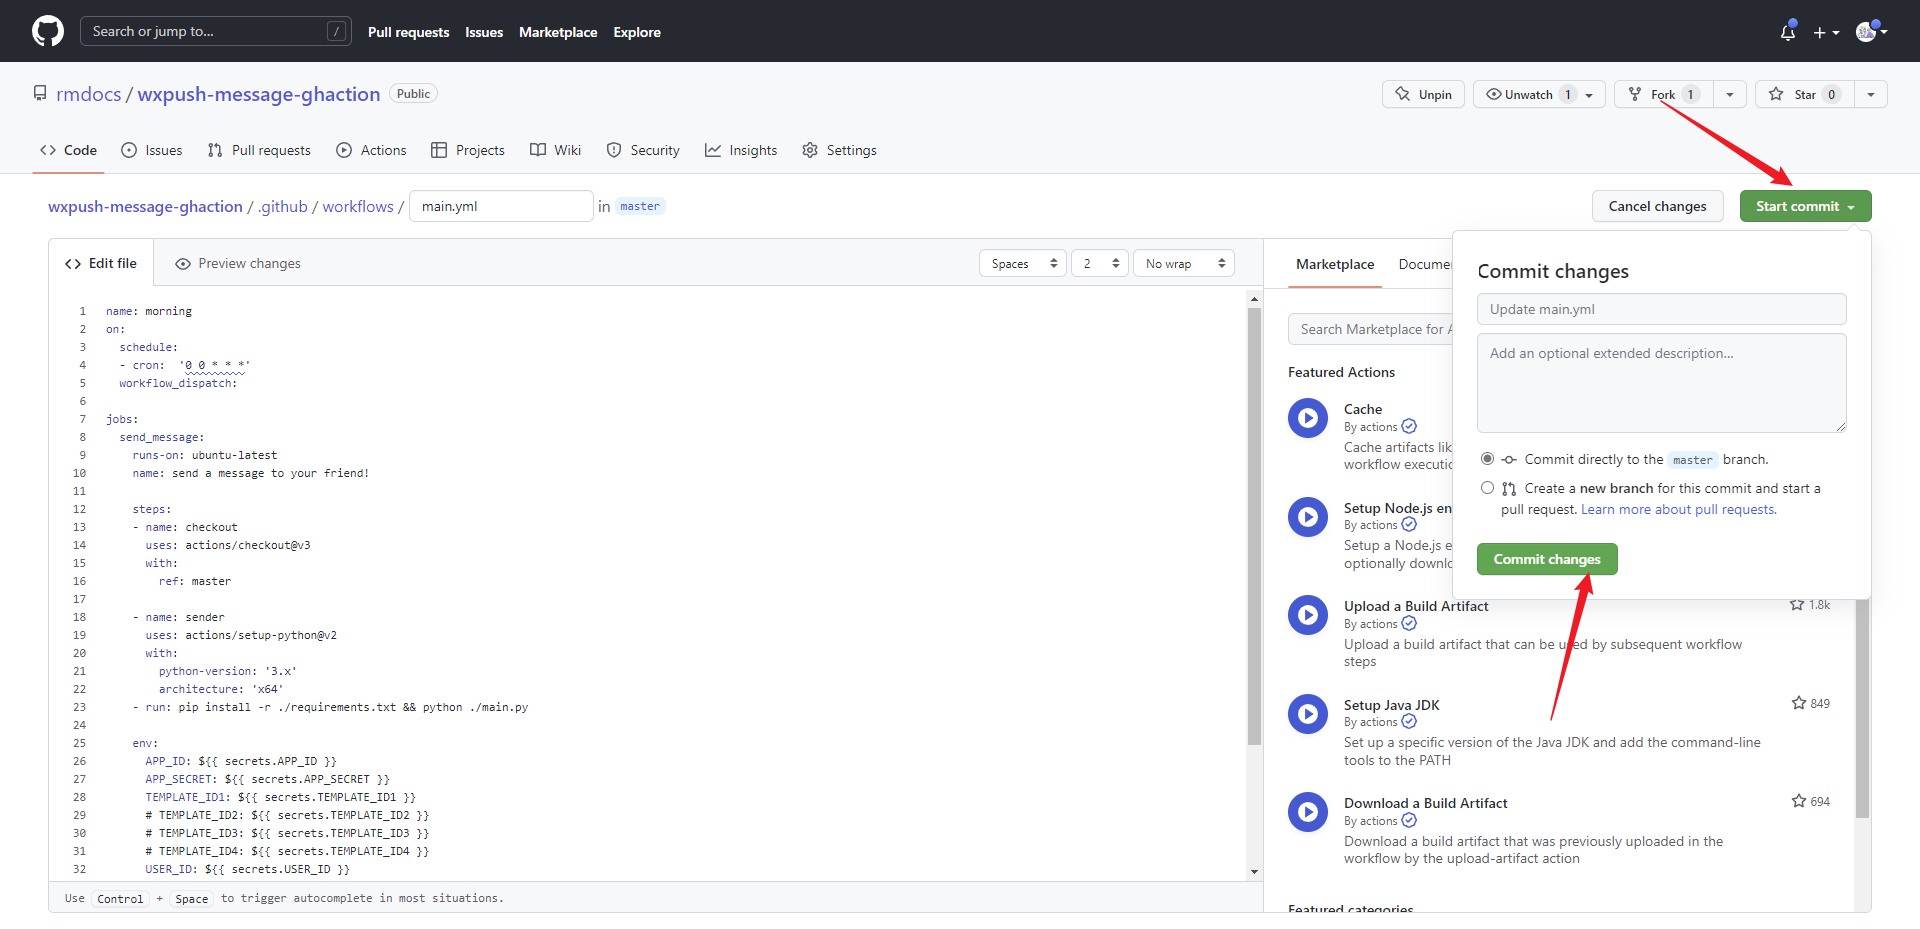 Search or jump to... /
Pull requests Issues Marketplace Explore
rmdocs / wxpush-message-ghaction Public
Unpin Unwatch 1 Fork 1 Star 0
Code Issues Pull requests Actions Projects Wiki Security Insights Settings
wxpush-message-ghaction / .github / workflows / main.yml in master
Cancel changes Start commit
Edit file Preview changes
Spaces 2 No wrap
1 name: morning
2 on:
3 schedule:
4 - cron: '0 0 * * *'
5 workflow_dispatch:
6
7 jobs:
8 send_message:
9 runs-on: ubuntu-latest
10 name: send a message to your friend!
11
12 steps:
13 - name: checkout
14 uses: actions/checkout@v3
15 with:
16 ref: master
17
18 - name: sender
19 uses: actions/setup-python@v2
20 with:
21 python-version: '3.x'
22 architecture: 'x64'
23 - run: pip install -r ./requirements.txt && python ./main.py
24
25 env:
26 APP_ID: ${{ secrets.APP_ID }}
27 APP_SECRET: ${{ secrets.APP_SECRET }}
28 TEMPLATE_ID1: ${{ secrets.TEMPLATE_ID1 }}
29 # TEMPLATE_ID2: ${{ secrets.TEMPLATE_ID2 }}
30 # TEMPLATE_ID3: ${{ secrets.TEMPLATE_ID3 }}
31 # TEMPLATE_ID4: ${{ secrets.TEMPLATE_ID4 }}
32 USER_ID: ${{ secrets.USER_ID }}
Use Control + Space to trigger autocomplete in most situations.
Marketplace Documen
Search Marketplace for A
Featured Actions
Cache
By actions
Cache artifacts lik
workflow executio
Setup Node.js en
By actions
Setup a Node.js e
optionally downlo
Upload a Build Artifact
1.8k
By actions
Upload a build artifact that can be used by subsequent workflow
steps
Setup Java JDK
849
By actions
Set up a specific version of the Java JDK and add the command-line
tools to the PATH
Download a Build Artifact
694
By actions
Download a build artifact that was previously uploaded in the
workflow by the upload-artifact action
Featured categories
Commit changes
Update main.yml
Add an optional extended description...
Commit directly to the master branch.
Create a new branch for this commit and start a
pull request. Learn more about pull requests.
Commit changes